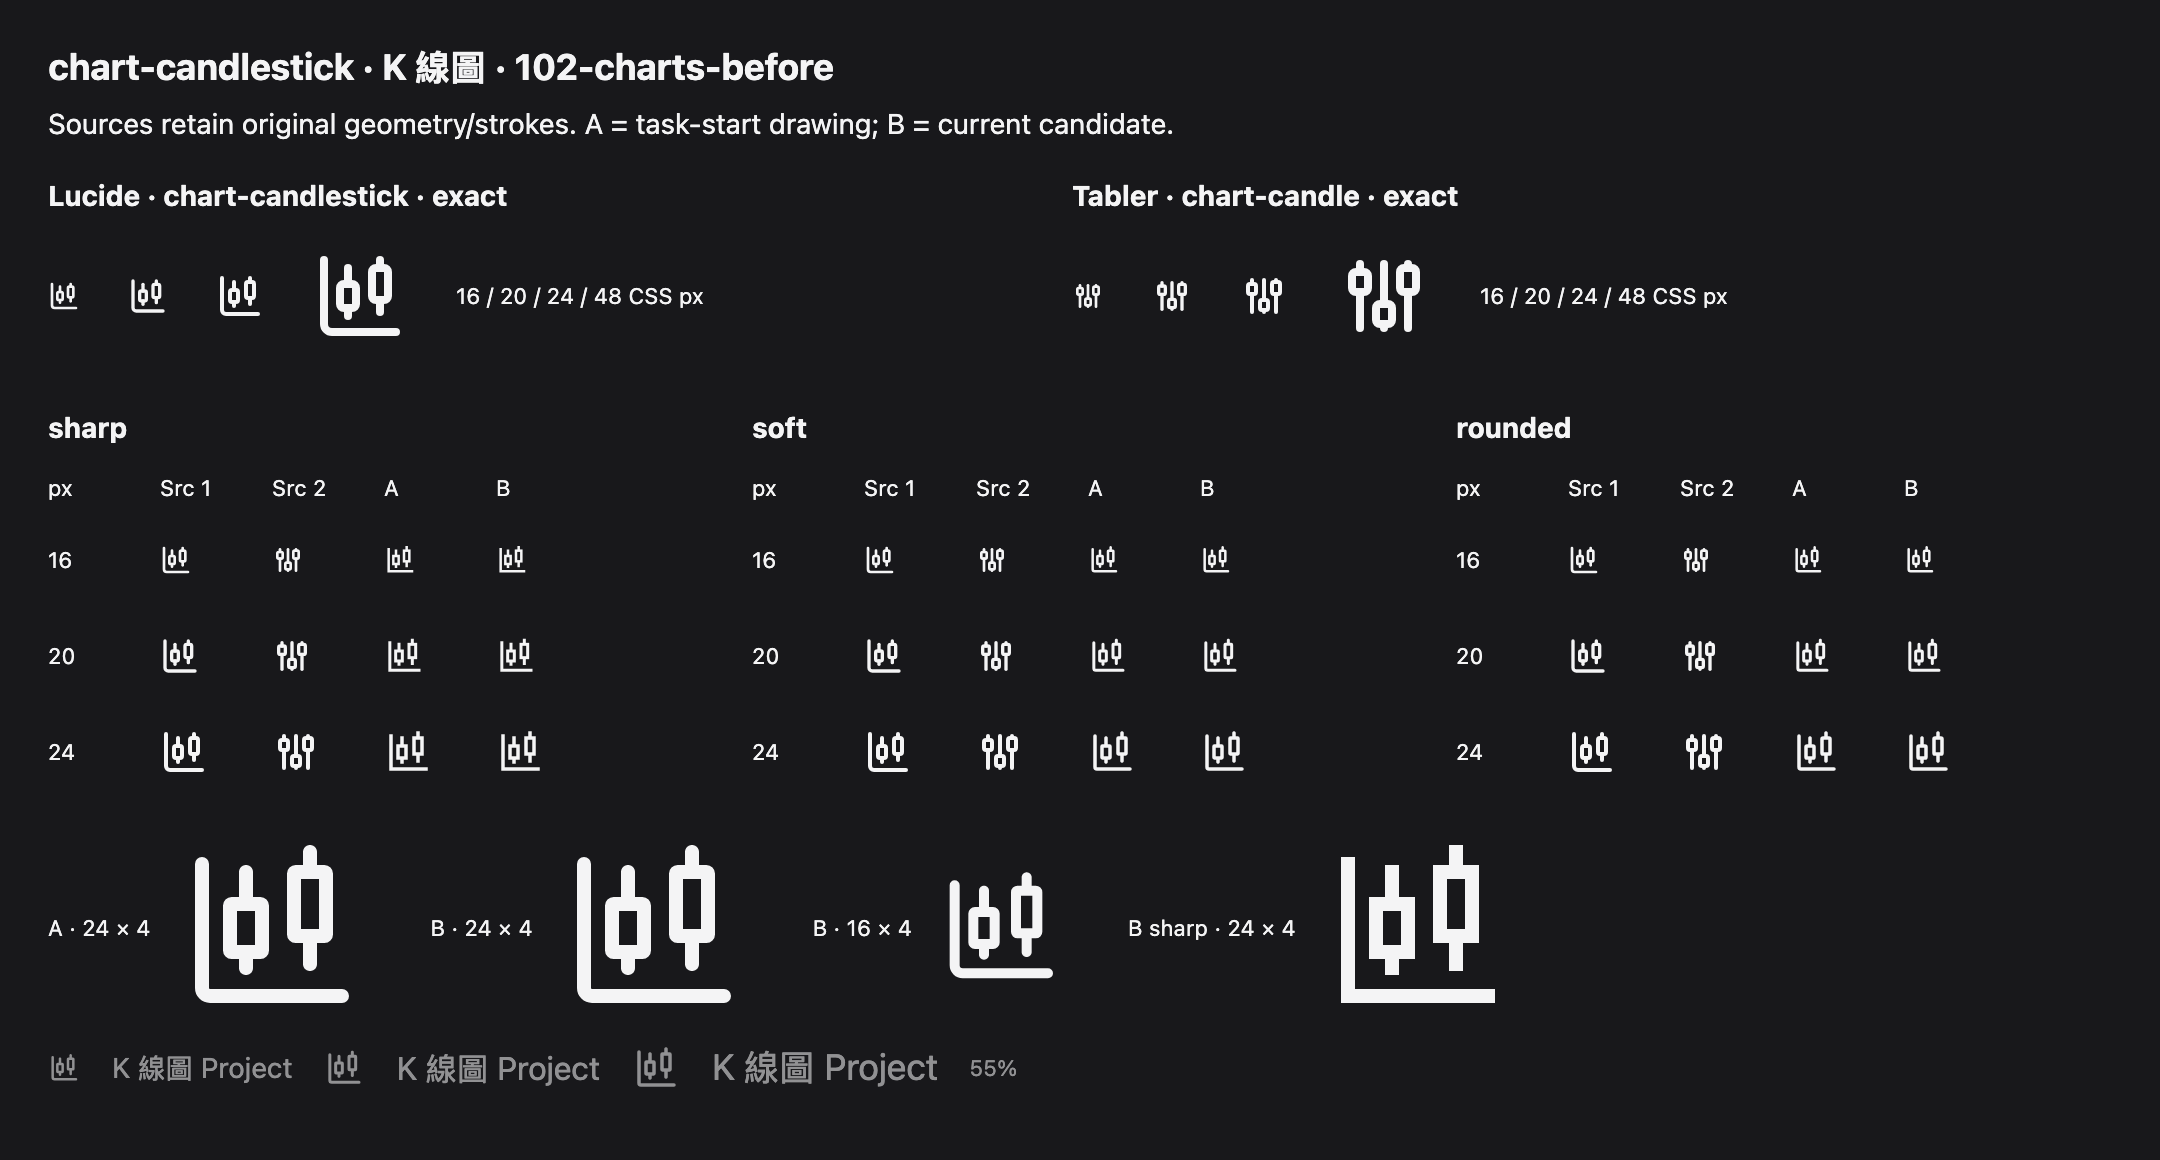 chart-candlestick · K 線圖 · 102-charts-before
Sources retain original geometry/strokes. A = task-start drawing; B = current candidate.
Lucide · chart-candlestick · exact
16 / 20 / 24 / 48 CSS px
Tabler · chart-candle · exact
16 / 20 / 24 / 48 CSS px
sharp
px Src 1 Src 2 A B
16
20
24
soft
px Src 1 Src 2 A B
16
20
24
rounded
px Src 1 Src 2 A B
16
20
24
A · 24 × 4
B · 24 × 4
B · 16 × 4
B sharp · 24 × 4
K 線圖 Project K 線圖 Project K 線圖 Project 55%